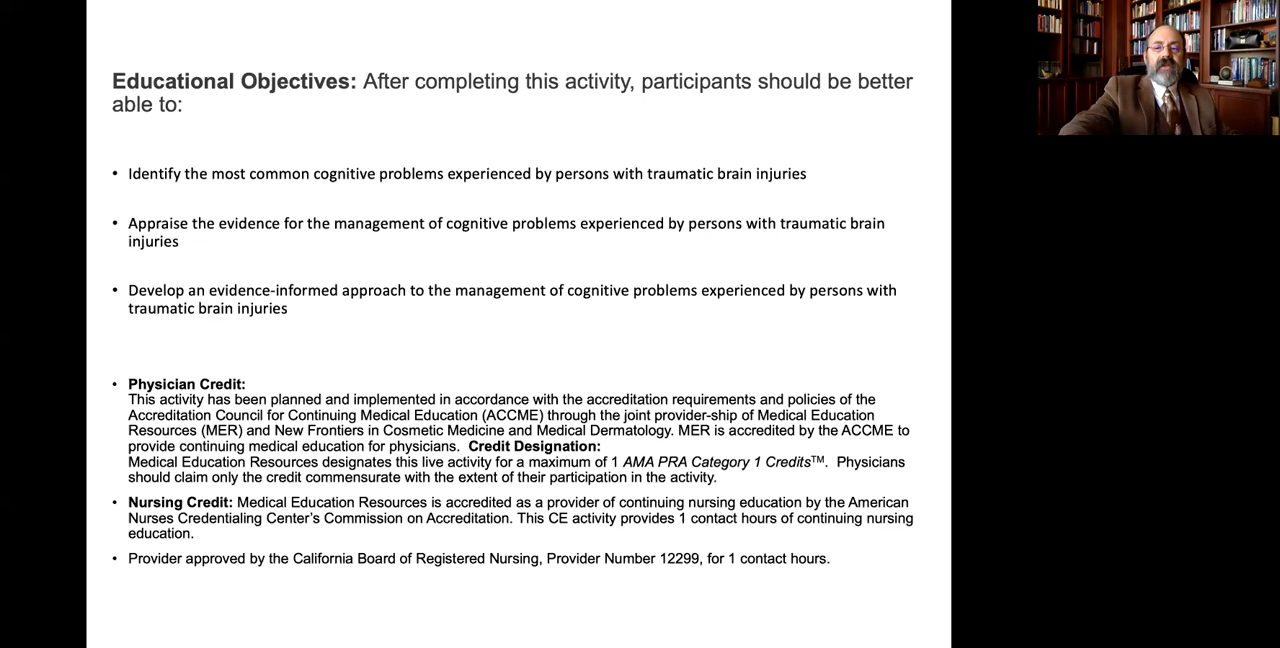 Educational Objectives: After completing this activity, participants should be better
able to:
• Identify the most common cognitive problems experienced by persons with traumatic brain injuries
• Appraise the evidence for the management of cognitive problems experienced by persons with traumatic brain
injuries
• Develop an evidence-informed approach to the management of cognitive problems experienced by persons with
traumatic brain injuries
• Physician Credit:
This activity has been planned and implemented in accordance with the accreditation requirements and policies of the
Accreditation Council for Continuing Medical Education (ACCME) through the joint provider-ship of Medical Education
Resources (MER) and New Frontiers in Cosmetic Medicine and Medical Dermatology. MER is accredited by the ACCME to
provide continuing medical education for physicians. Credit Designation:
Medical Education Resources designates this live activity for a maximum of 1 AMA PRA Category 1 Credits™. Physicians
should claim only the credit commensurate with the extent of their participation in the activity.
• Nursing Credit: Medical Education Resources is accredited as a provider of continuing nursing education by the American
Nurses Credentialing Center's Commission on Accreditation. This CE activity provides 1 contact hours of continuing nursing
education.
• Provider approved by the California Board of Registered Nursing, Provider Number 12299, for 1 contact hours.